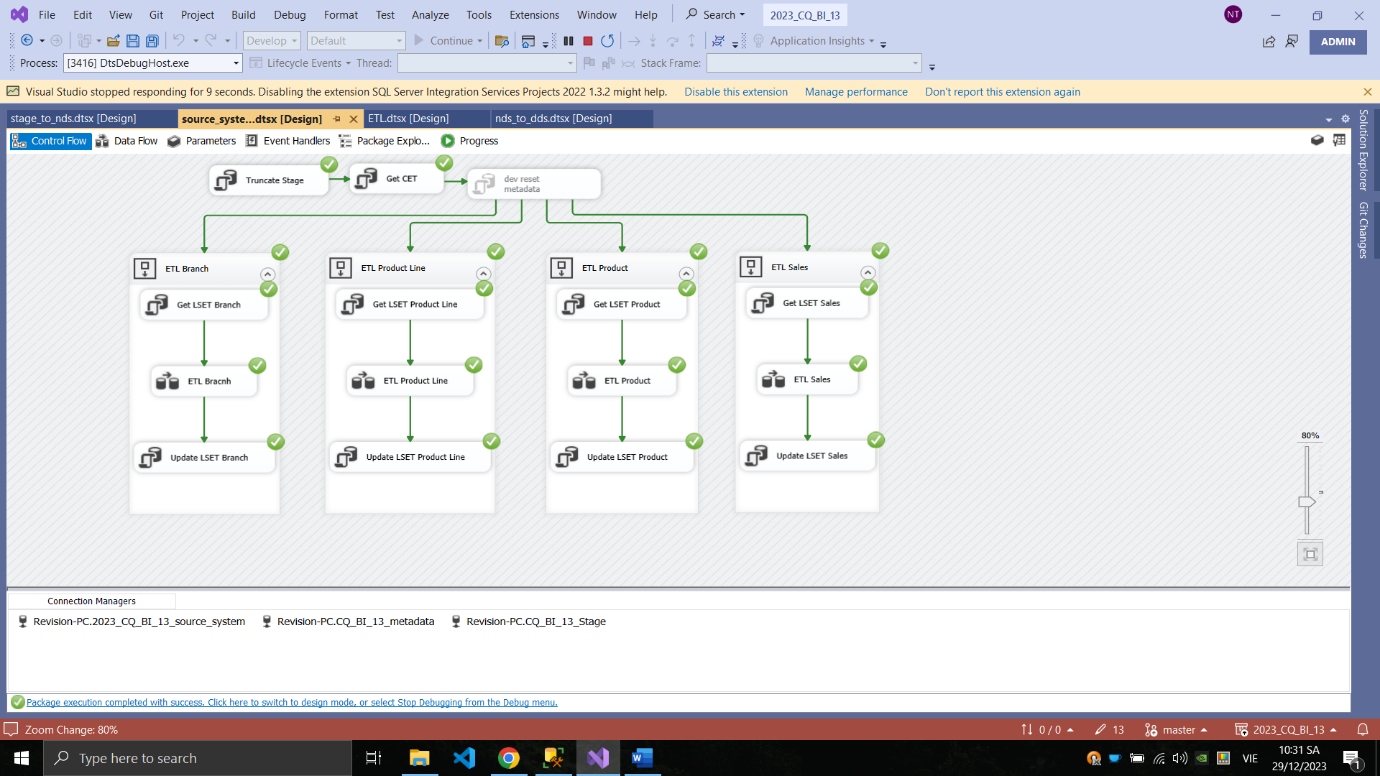 File Edit View Git Project Build Debug Format Test Analyze Tools Extensions Window Help Search 2023_CQ_BI_13 NT
Develop Default Continue Application Insights ADMIN
Process: [3416] DtsDebugHost.exe Lifecycle Events Thread: Stack Frame:
Visual Studio stopped responding for 9 seconds. Disabling the extension SQL Server Integration Services Projects 2022 1.3.2 might help. Disable this extension Manage performance Don't report this extension again
stage_to_nds.dtsx [Design] source_syste...dtsx [Design] ETL.dtsx [Design] nds_to_dds.dtsx [Design]
Control Flow Data Flow Parameters Event Handlers Package Explo... Progress
Solution Explorer
Git Changes
Truncate Stage Get CET dev reset
metadata
ETL Branch ETL Product Line ETL Product ETL Sales
Get LSET Branch Get LSET Product Line Get LSET Product Get LSET Sales
ETL Bracnh ETL Product Line ETL Product ETL Sales
Update LSET Branch Update LSET Product Line Update LSET Product Update LSET Sales
80%
Connection Managers
Revision-PC.2023_CQ_BI_13_source_system Revision-PC.CQ_BI_13_metadata Revision-PC.CQ_BI_13_Stage
Package execution completed with success. Click here to switch to design mode, or select Stop Debugging from the Debug menu.
Zoom Change: 80% 0 / 0 13 master 2023_CQ_BI_13
Type here to search VIE 10:31 SA
29/12/2023 1